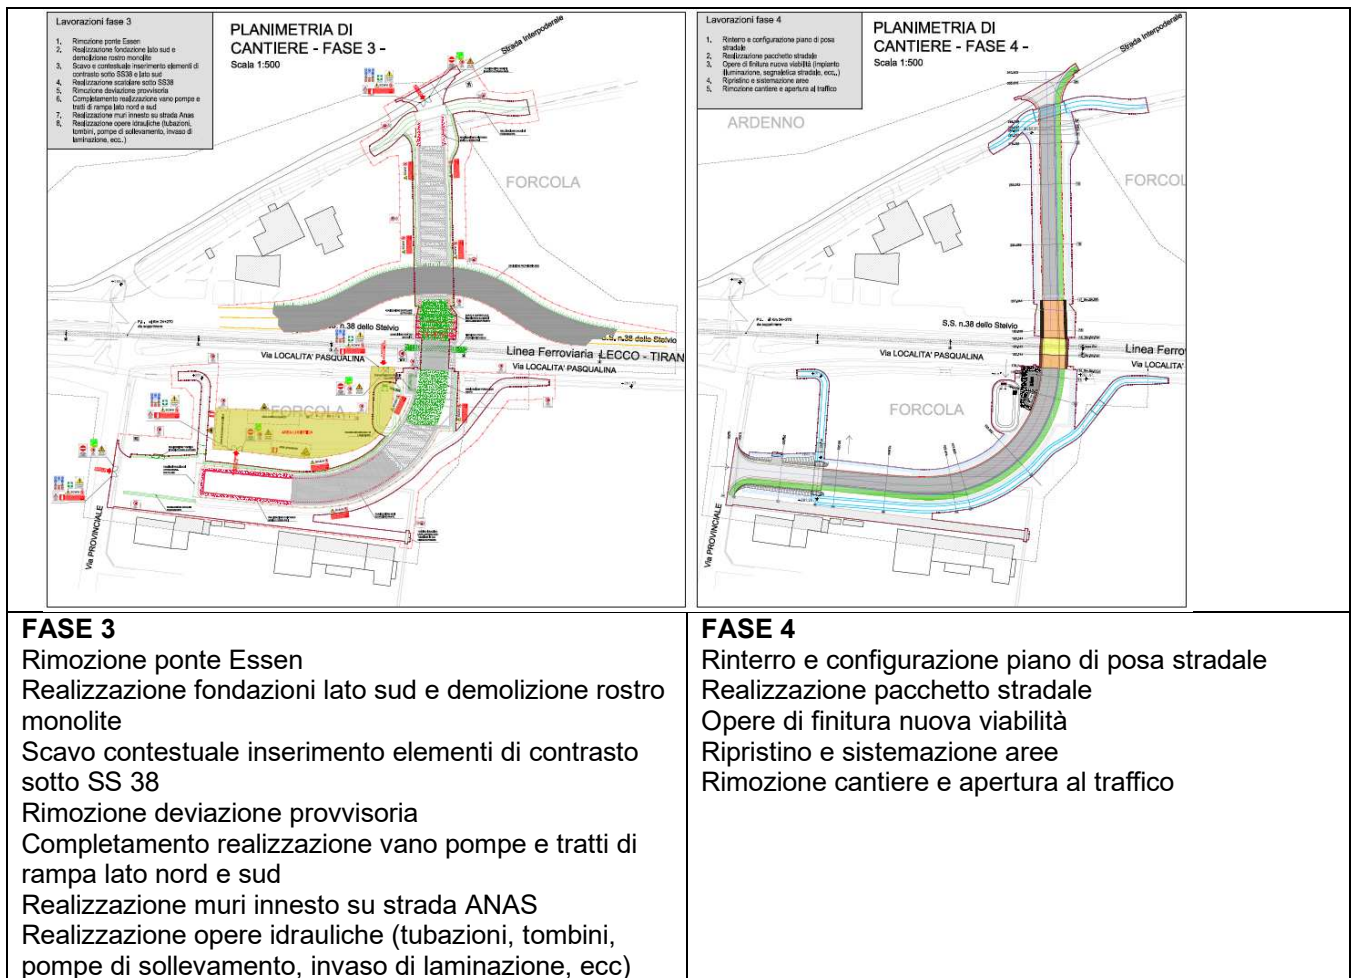 Lavorazioni fase 3
1. Rimozione ponte Essen
2. Realizzazione fondazione lato sud e
demolizione rostro monolite
3. Scavo e contestuale inserimento elementi di
contrasto sotto SS38 e lato sud
4. Realizzazione scatolare sotto SS38
5. Rimozione deviazione provvisoria
6. Completamento realizzazione vano pompe e
tratti di rampa lato nord e sud
7. Realizzazione muri innesto su strada Anas
8. Realizzazione opere idrauliche (tubazioni,
tombini, pompe di sollevamento, invaso di
laminazione, ecc..)
PLANIMETRIA DI
CANTIERE - FASE 3 -
Scala 1:500
Strada Interpoderale
FORCOLA
S.S. n.38 dello Stelvio
Linea Ferroviaria LECCO - TIRAN
Via LOCALITA' PASQUALINA
Via LOCALITA' PASQUALINA
FORCOLA
Via PROVINCIALE
Lavorazioni fase 4
1. Rinterro e configurazione piano di posa
stradale
2. Realizzazione pacchetto stradale
3. Opere di finitura nuova viabilità (impianto
illuminazione, segnaletica stradale, ecc..)
4. Ripristino e sistemazione aree
5. Rimozione cantiere e apertura al traffico
PLANIMETRIA DI
CANTIERE - FASE 4 -
Scala 1:500
Strada Interpoderale
ARDENNO
FORCOL
S.S. n.38 dello Stelvio
Via LOCALITA' PASQUALINA
Linea Ferro
Via LOCALITA'
FORCOLA
Via PROVINCIALE
FASE 3
Rimozione ponte Essen
Realizzazione fondazioni lato sud e demolizione rostro
monolite
Scavo contestuale inserimento elementi di contrasto
sotto SS 38
Rimozione deviazione provvisoria
Completamento realizzazione vano pompe e tratti di
rampa lato nord e sud
Realizzazione muri innesto su strada ANAS
Realizzazione opere idrauliche (tubazioni, tombini,
pompe di sollevamento, invaso di laminazione, ecc)
FASE 4
Rinterro e configurazione piano di posa stradale
Realizzazione pacchetto stradale
Opere di finitura nuova viabilità
Ripristino e sistemazione aree
Rimozione cantiere e apertura al traffico